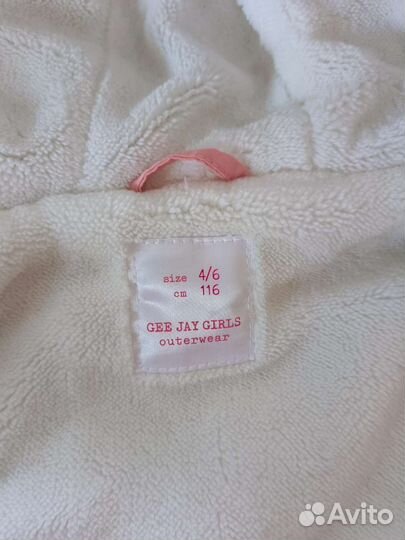 size 4/6
cm 116
GEE JAY GIRLS
outerwear
Avito